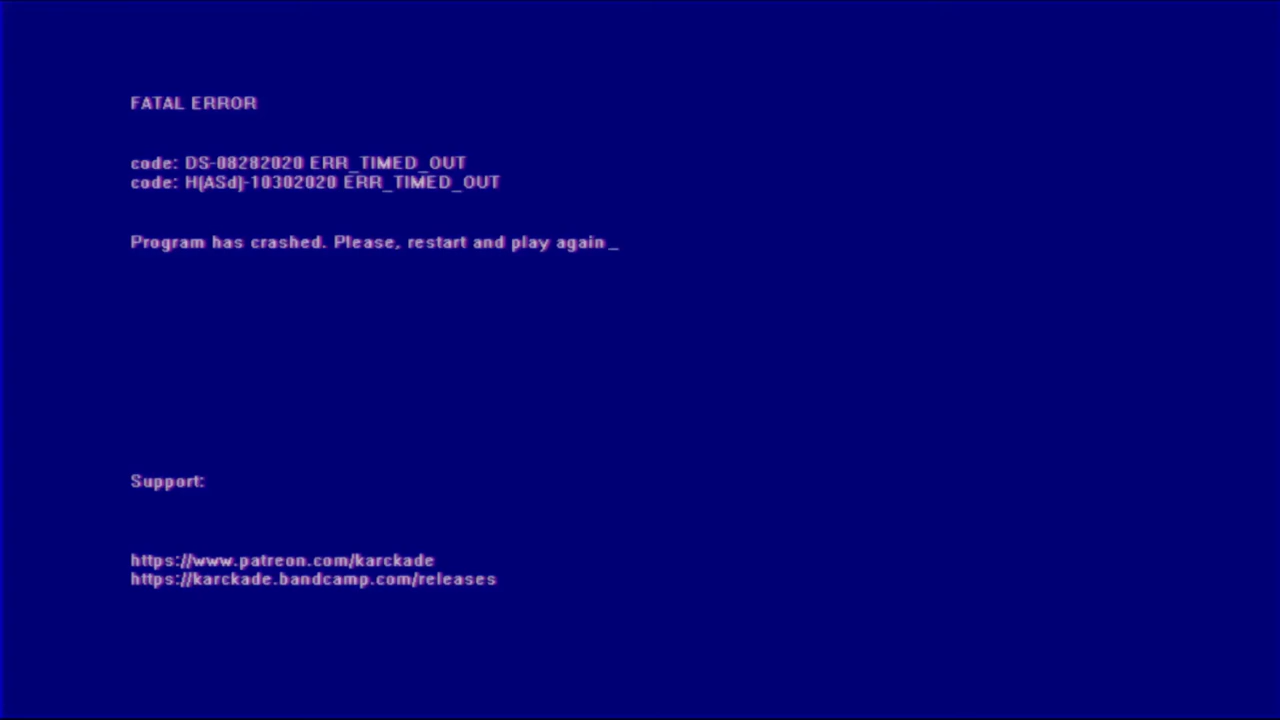 FATAL ERROR
code: DS-08282020 ERR_TIMED_OUT
code: H[ASd]-10302020 ERR_TIMED_OUT
Program has crashed. Please, restart and play again _
Support:
https://www.patreon.com/karckade
https://karckade.bandcamp.com/releases